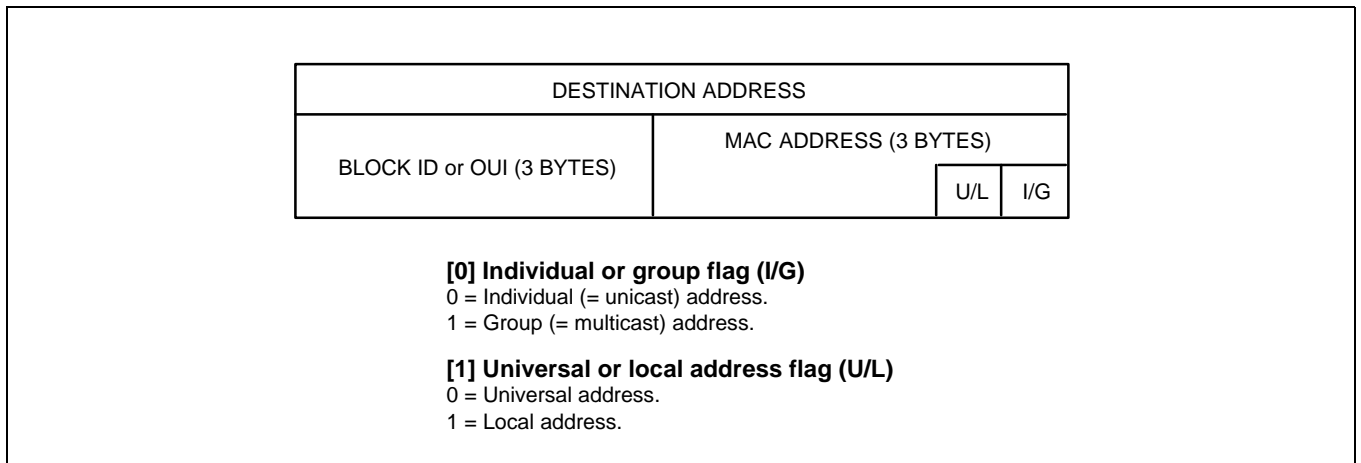 DESTINATION ADDRESS
BLOCK ID or OUI (3 BYTES)
MAC ADDRESS (3 BYTES)
U/L
I/G
[0] Individual or group flag (I/G)
0 = Individual (= unicast) address.
1 = Group (= multicast) address.
[1] Universal or local address flag (U/L)
0 = Universal address.
1 = Local address.